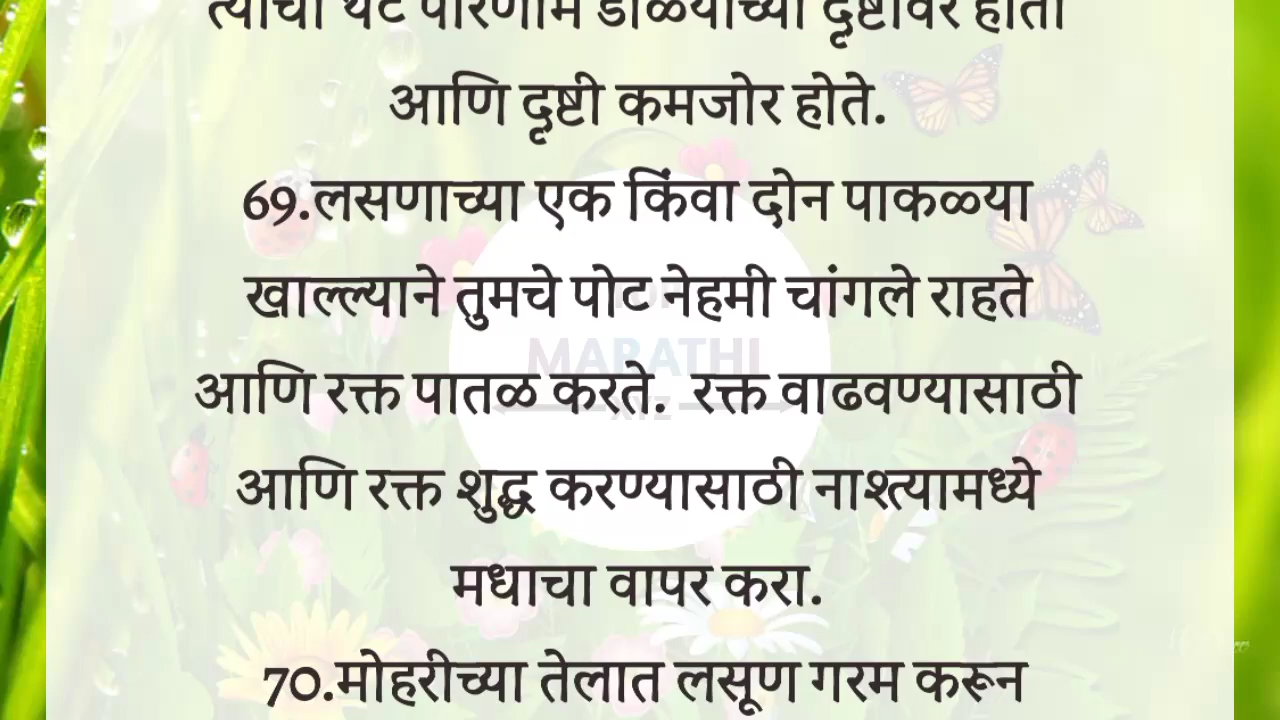 त्याचा थेट परिणाम डोळ्यांच्या दृष्टीवर होतो
आणि दृष्टी कमजोर होते.
69.लसणाच्या एक किंवा दोन पाकळ्या
खाल्ल्याने तुमचे पोट नेहमी चांगले राहते
MARATHI
आणि रक्त पातळ करते. रक्त वाढवण्यासाठी
XYZ
आणि रक्त शुद्ध करण्यासाठी नाश्त्यामध्ये
मधाचा वापर करा.
70.मोहरीच्या तेलात लसूण गरम करून